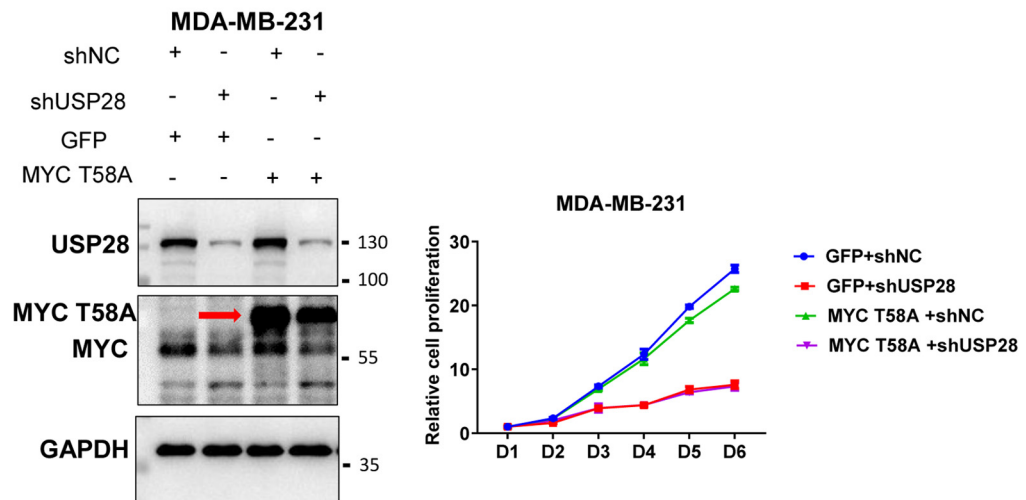 MDA-MB-231
shNC + - + -
shUSP28 - + - +
GFP + + - -
MYC T58A - - + +
USP28
130
100
MYC T58A
MYC
55
GAPDH
35
MDA-MB-231
Relative cell proliferation
30
20
10
0
D1 D2 D3 D4 D5 D6
GFP+shNC
GFP+shUSP28
MYC T58A +shNC
MYC T58A +shUSP28